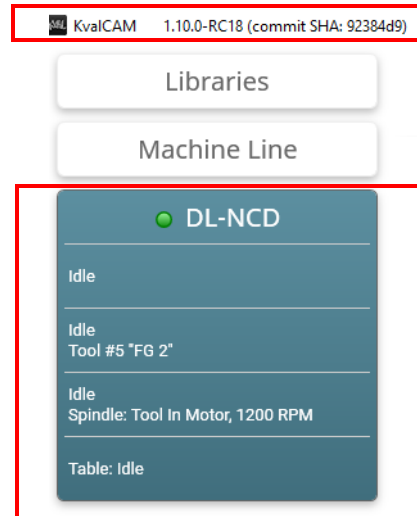 KvalCAM 1.10.0-RC18 (commit SHA: 92384d9)
Libraries
Machine Line
DL-NCD
Idle
Idle
Tool #5 "FG 2"
Idle
Spindle: Tool In Motor, 1200 RPM
Table: Idle